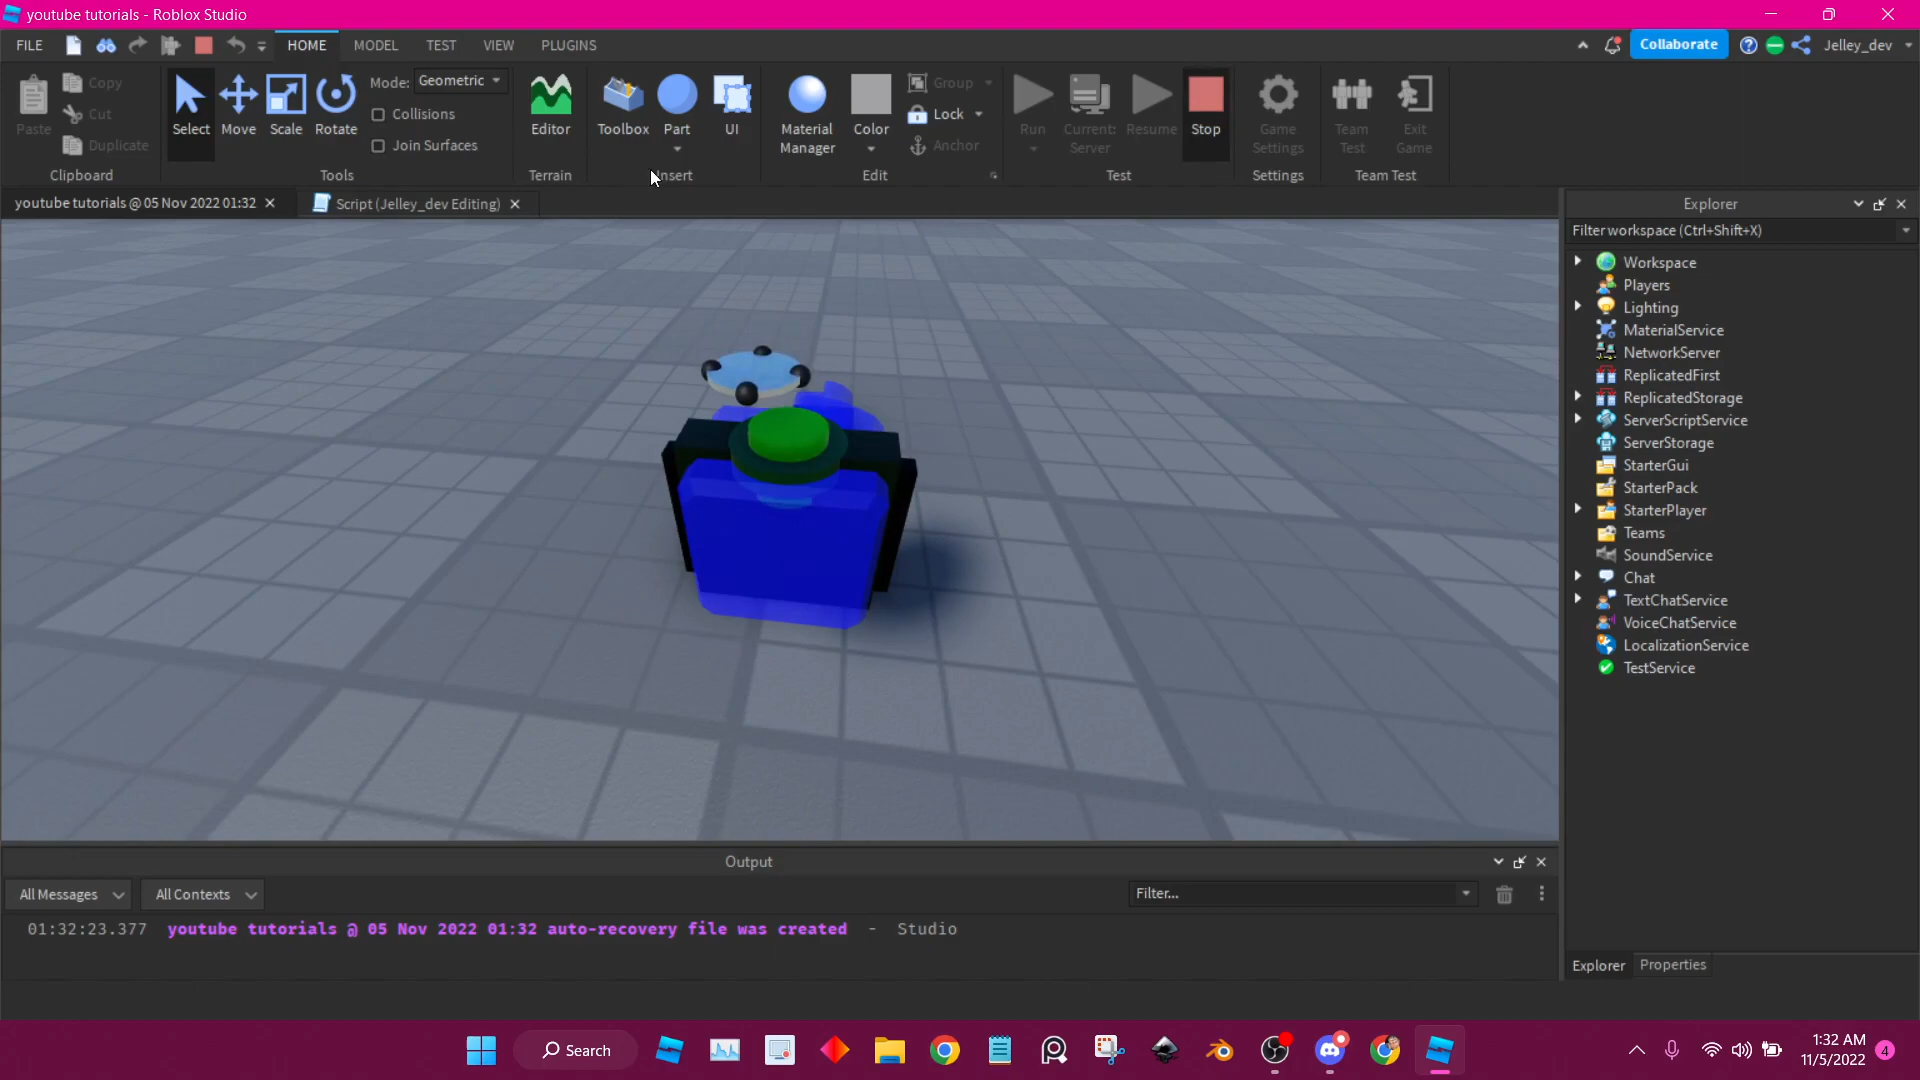 youtube tutorials - Roblox Studio
FILE HOME MODEL TEST VIEW PLUGINS Collaborate Jelley_dev
Paste Copy Cut Duplicate
Clipboard
Select Move Scale Rotate
Mode: Geometric
Collisions
Join Surfaces
Tools
Editor
Terrain
Toolbox Part UI
Insert
Material Manager Color
Group
Lock
Anchor
Edit
Run Current: Server Resume Stop
Test
Game Settings
Settings
Team Test Exit Game
Team Test
youtube tutorials @ 05 Nov 2022 01:32
Script (Jelley_dev Editing)
Explorer
Filter workspace (Ctrl+Shift+X)
Workspace
Players
Lighting
MaterialService
NetworkServer
ReplicatedFirst
ReplicatedStorage
ServerScriptService
ServerStorage
StarterGui
StarterPack
StarterPlayer
Teams
SoundService
Chat
TextChatService
VoiceChatService
LocalizationService
TestService
Output
All Messages All Contexts Filter...
01:32:23.377 youtube tutorials @ 05 Nov 2022 01:32 auto-recovery file was created - Studio
Explorer Properties
Search
1:32 AM
11/5/2022
4